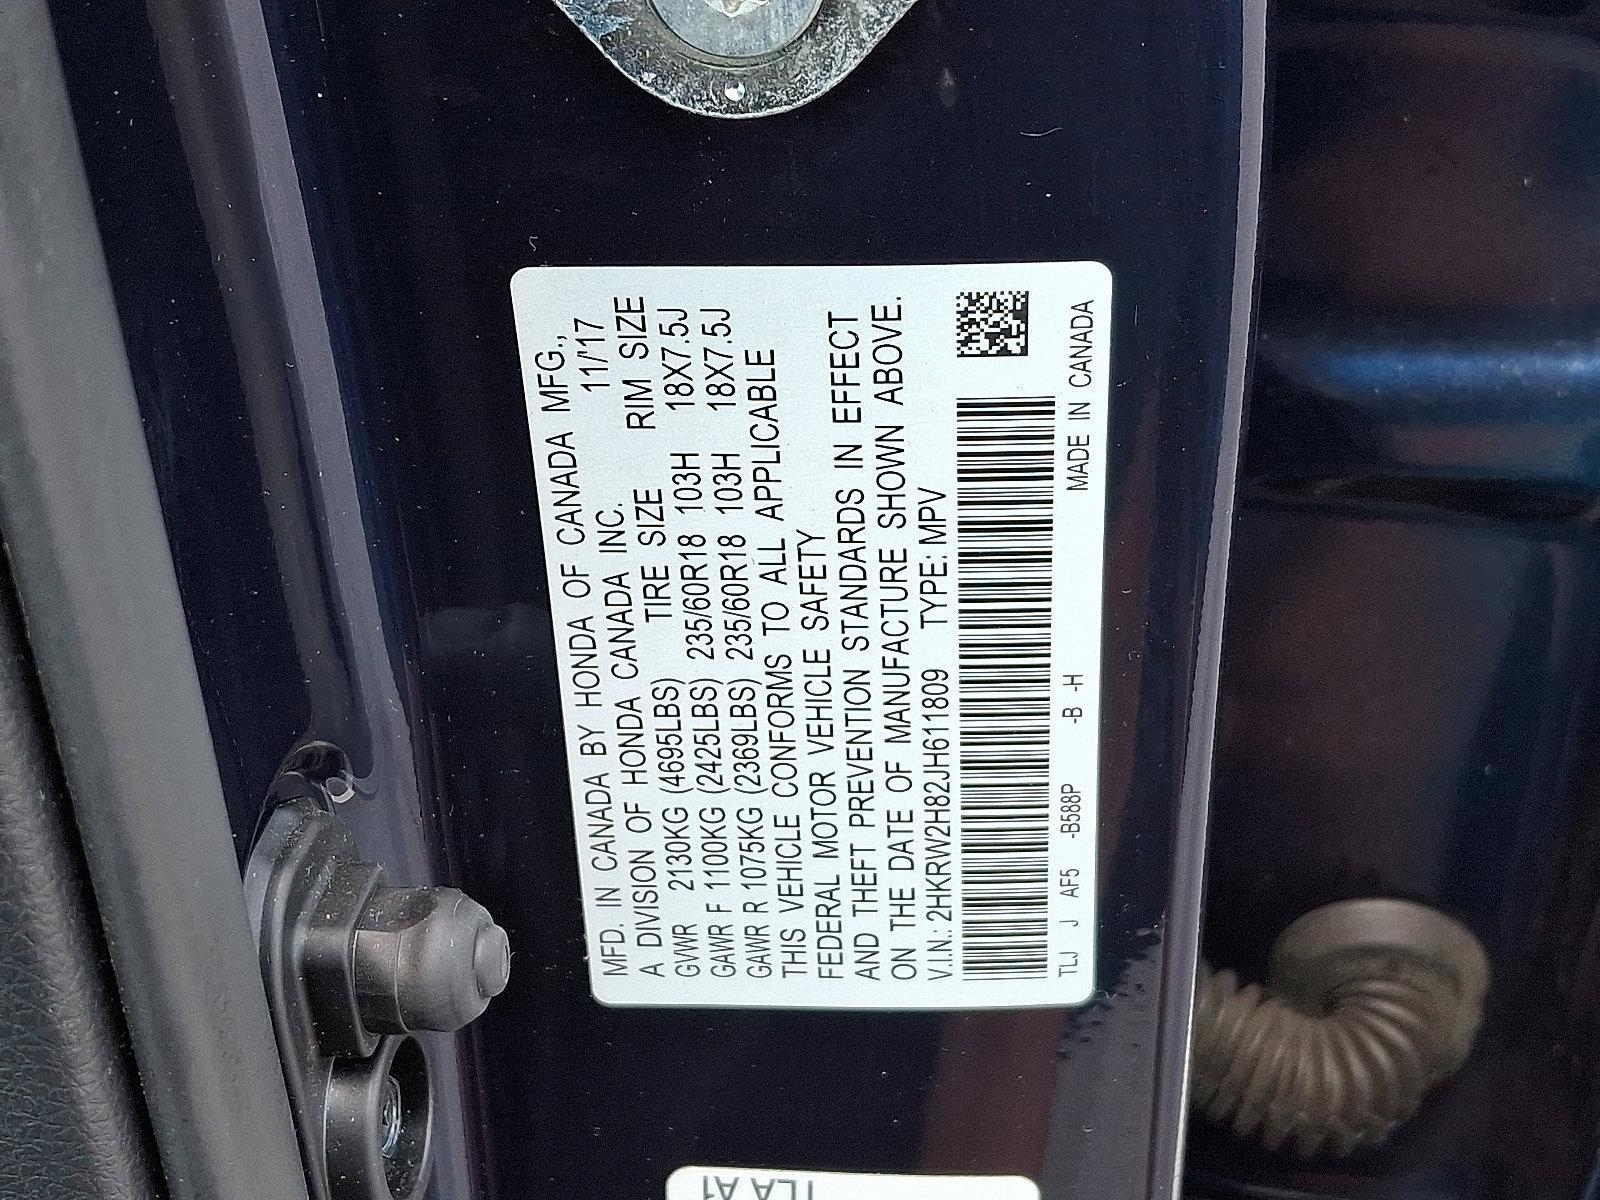 MFD. IN CANADA BY HONDA OF CANADA MFG.,
A DIVISION OF HONDA CANADA INC. 11/'17
GVWR 2130KG (4695LBS) TIRE SIZE RIM SIZE
GAWR F 1100KG (2425LBS) 235/60R18 103H 18X7.5J
GAWR R 1075KG (2369LBS) 235/60R18 103H 18X7.5J
THIS VEHICLE CONFORMS TO ALL APPLICABLE
FEDERAL MOTOR VEHICLE SAFETY
AND THEFT PREVENTION STANDARDS IN EFFECT
ON THE DATE OF MANUFACTURE SHOWN ABOVE.
V.I.N.: 2HKRW2H82JH611809 TYPE: MPV
TLJ J AF5 -B588P -B -H MADE IN CANADA